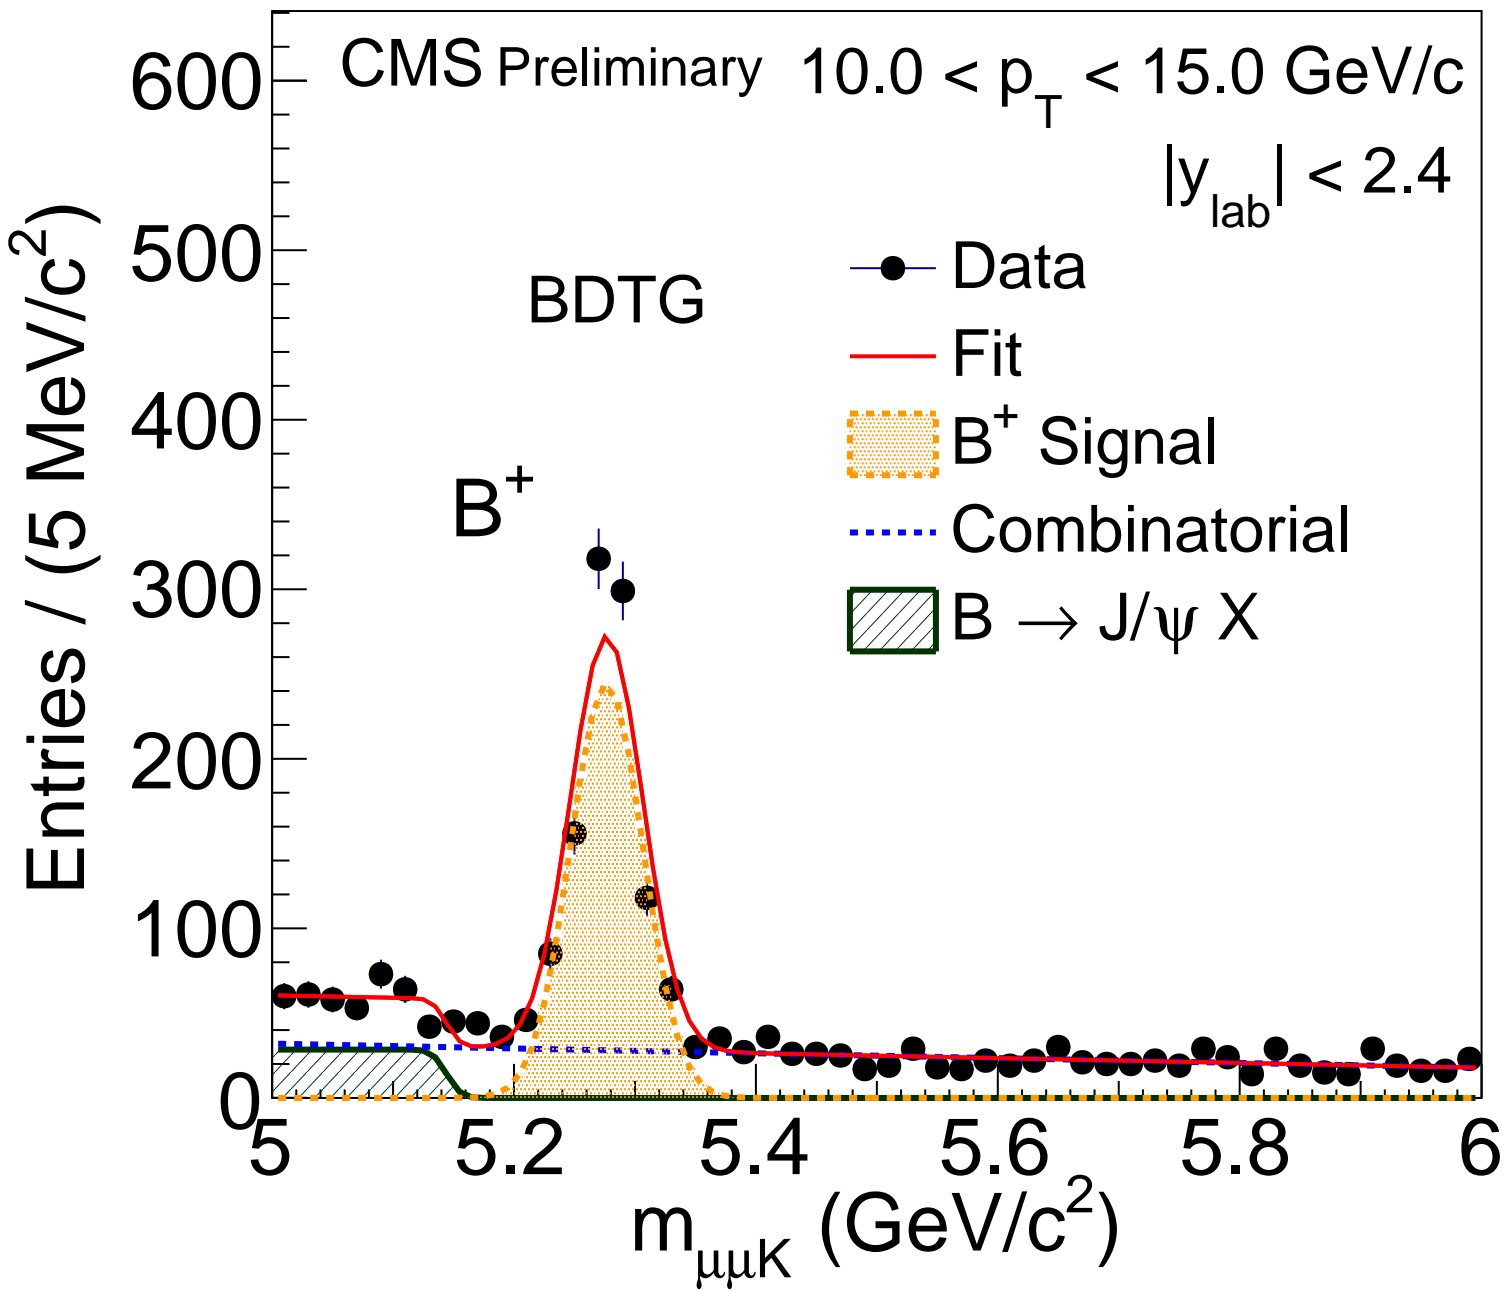 CMS Preliminary 10.0 < p_T < 15.0 GeV/c
|y_lab| < 2.4
BDTG
B⁺
Data
Fit
B⁺ Signal
Combinatorial
B → J/ψ X
Entries / (5 MeV/c²)
600
500
400
300
200
100
0
5 5.2 5.4 5.6 5.8 6
m_μμK (GeV/c²)